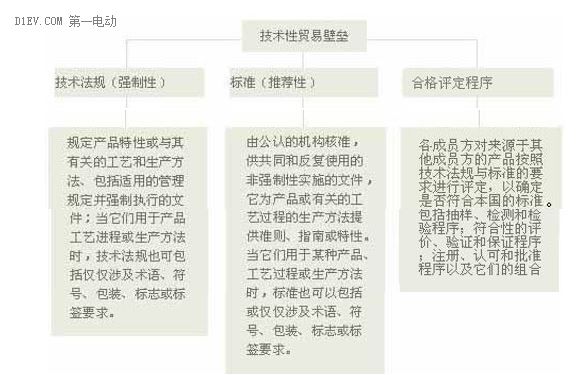 D1EV.COM 第一电动
技术性贸易壁垒
技术法规（强制性）
标准（推荐性）
合格评定程序
规定产品特性或与其
有关的工艺和生产方
法、包括适用的管理
规定并强制执行的文
件；当它们用于产品
工艺进程或生产方法
时，技术法规也可包
括仅仅涉及术语、符
号、包装、标志或标
签要求。
由公认的机构核准，
供共同和反复使用的
非强制性实施的文件，
它为产品或有关的工
艺过程的生产方法提
供准则、指南或特性。
当它们用于某种产品、
工艺过程或生产方法
时，标准也可以包括
或仅仅涉及术语、符
号、包装、标志或标
签要求。
各成员方对来源于其
他成员方的产品按照
技术法规与标准的要
求进行评定，以确定
是否符合本国的标准。
包括抽样、检测和检
验程序；符合性的评
价、验证和保证程序
；注册、认可和批准
程序以及它们的组合